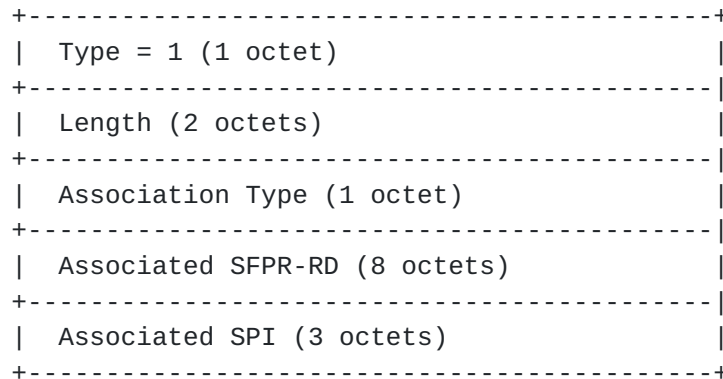 Type = 1 (1 octet)
Length (2 octets)
Association Type (1 octet)
Associated SFPR-RD (8 octets)
Associated SPI (3 octets)